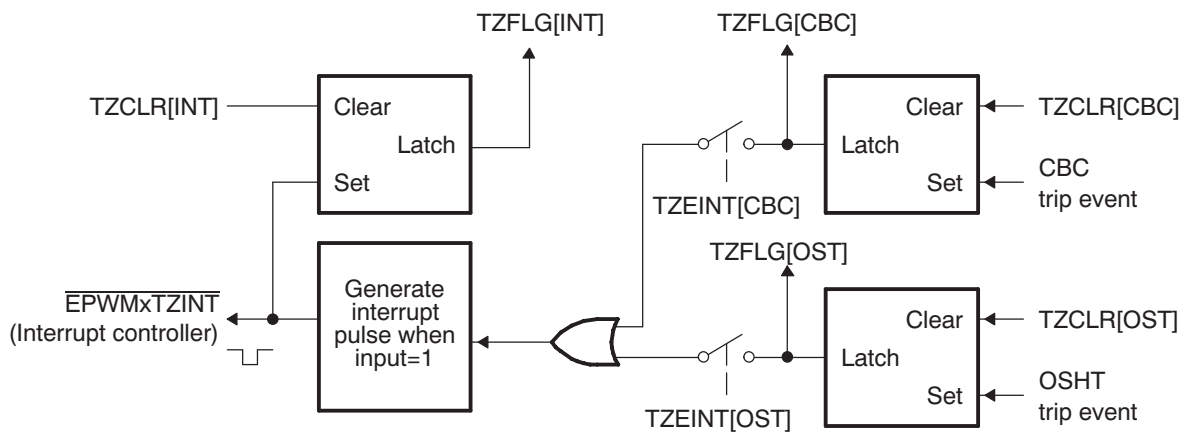 TZFLG[INT]
TZFLG[CBC]
TZCLR[INT]
Clear
Latch
Set
Clear
Latch
Set
TZCLR[CBC]
CBC
trip event
TZEINT[CBC]
TZFLG[OST]
EPWMxTZINT
(Interrupt controller)
Generate
interrupt
pulse when
input=1
Clear
Latch
Set
TZCLR[OST]
OSHT
trip event
TZEINT[OST]